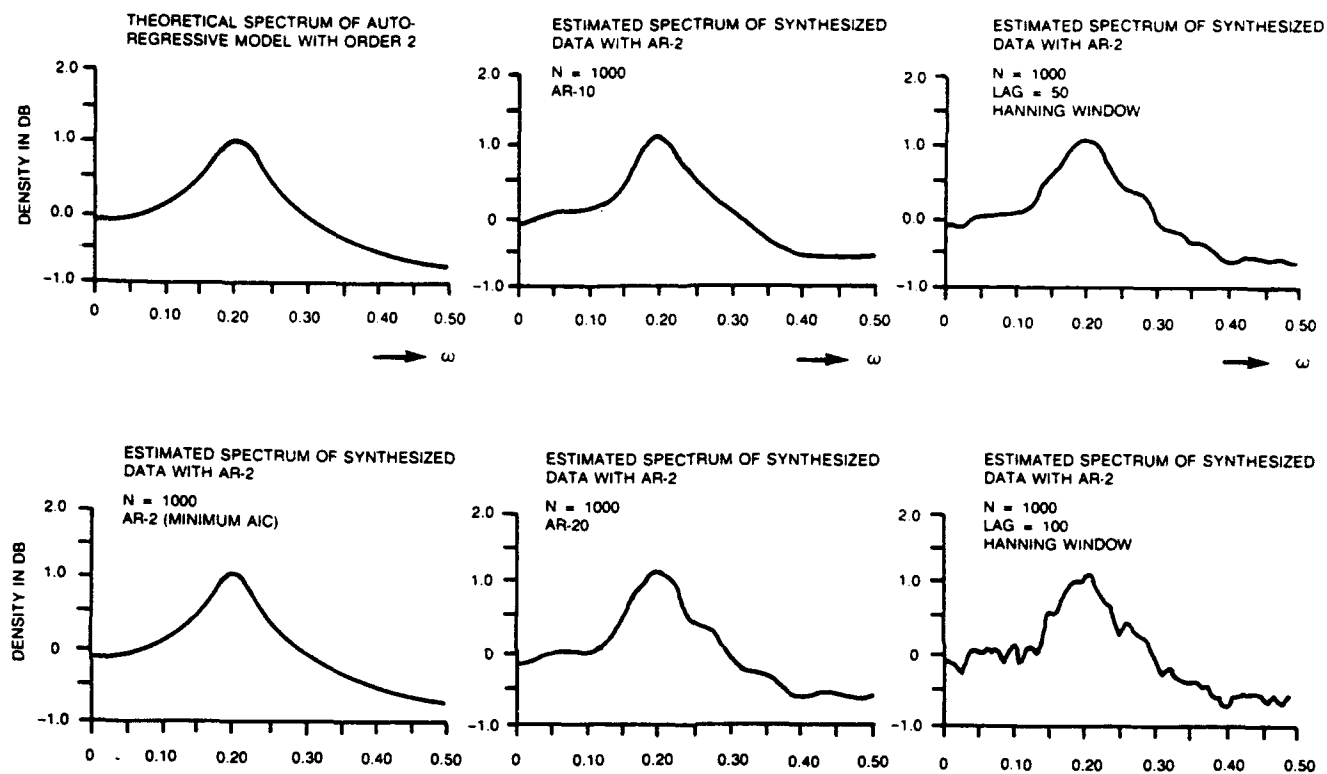 THEORETICAL SPECTRUM OF AUTO-
REGRESSIVE MODEL WITH ORDER 2
DENSITY IN DB
2.0
1.0
0.0
-1.0
0 0.10 0.20 0.30 0.40 0.50
ω
ESTIMATED SPECTRUM OF SYNTHESIZED
DATA WITH AR-2
N = 1000
AR-10
2.0
1.0
0
-1.0
0 0.10 0.20 0.30 0.40 0.50
ω
ESTIMATED SPECTRUM OF SYNTHESIZED
DATA WITH AR-2
N = 1000
LAG = 50
HANNING WINDOW
2.0
1.0
0.0
-1.0
0 0.10 0.20 0.30 0.40 0.50
ω
ESTIMATED SPECTRUM OF SYNTHESIZED
DATA WITH AR-2
N = 1000
AR-2 (MINIMUM AIC)
DENSITY IN DB
2.0
1.0
0
-1.0
0 0.10 0.20 0.30 0.40 0.50
ESTIMATED SPECTRUM OF SYNTHESIZED
DATA WITH AR-2
N = 1000
AR-20
2.0
1.0
0
-1.0
0 0.10 0.20 0.30 0.40 0.50
ESTIMATED SPECTRUM OF SYNTHESIZED
DATA WITH AR-2
N = 1000
LAG = 100
HANNING WINDOW
2.0
1.0
0
-1.0
0 0.10 0.20 0.30 0.40 0.50